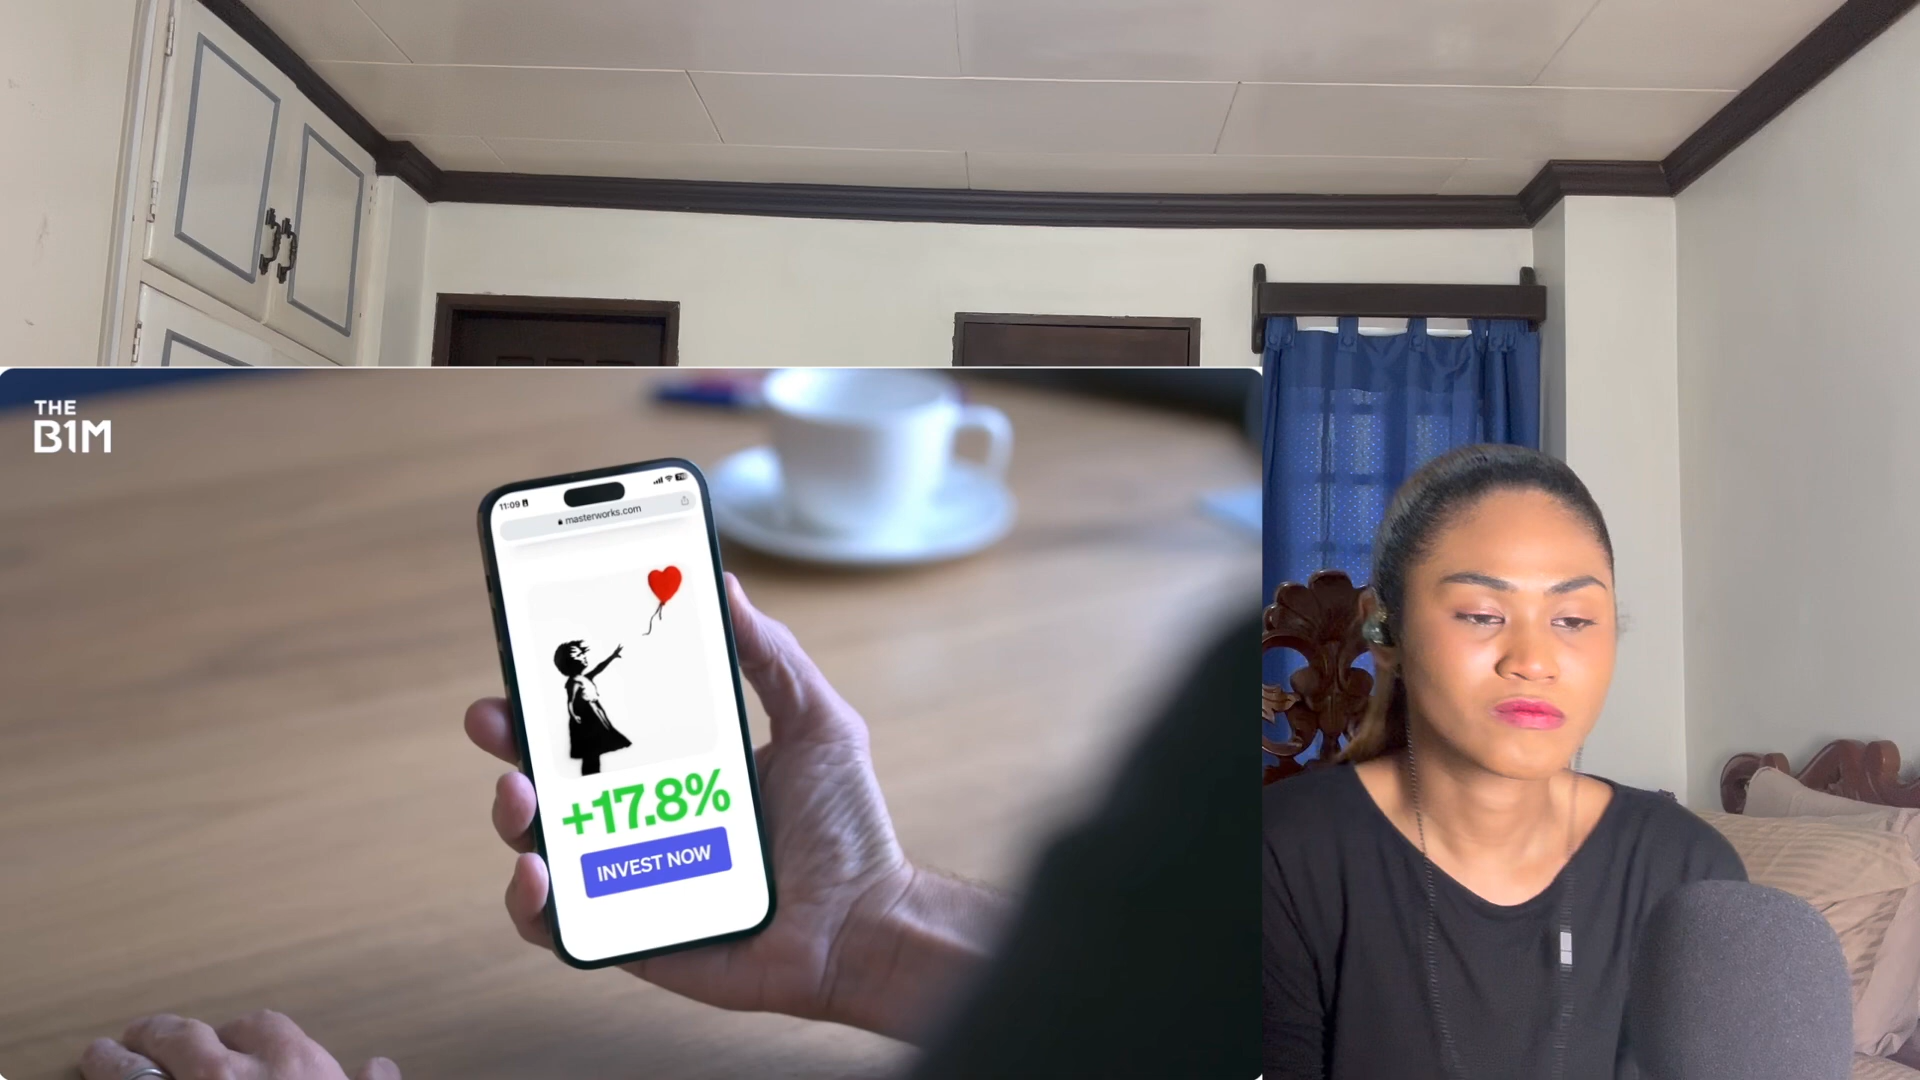 THE
B1M
11:09
masterworks.com
+17.8%
INVEST NOW